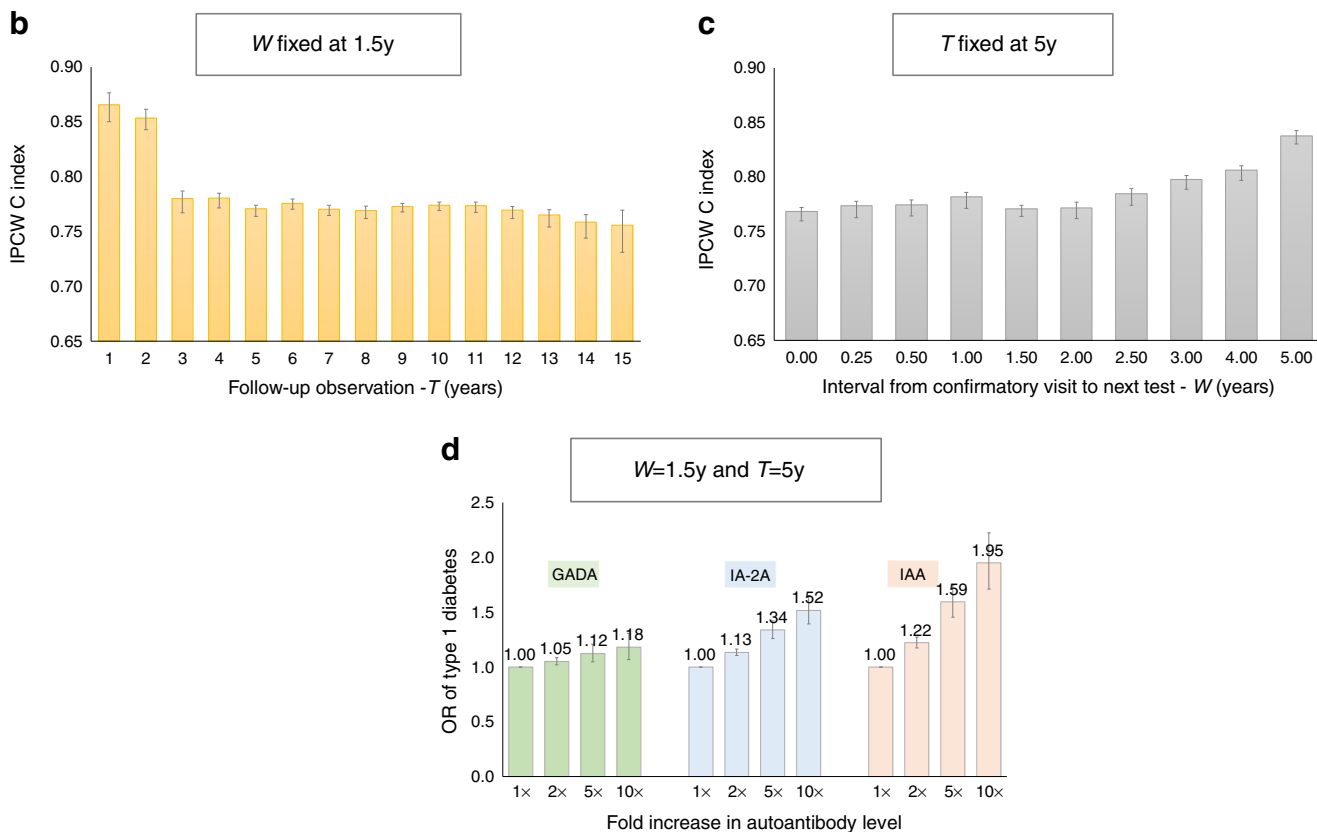 b
W fixed at 1.5y
0.90
0.85
0.80
0.75
0.70
0.65
IPCW C index
1 2 3 4 5 6 7 8 9 10 11 12 13 14 15
Follow-up observation -T (years)
c
T fixed at 5y
0.90
0.85
0.80
0.75
0.70
0.65
IPCW C index
0.00 0.25 0.50 1.00 1.50 2.00 2.50 3.00 4.00 5.00
Interval from confirmatory visit to next test - W (years)
d
W=1.5y and T=5y
2.5
2.0
1.5
1.0
0.5
0.0
OR of type 1 diabetes
GADA
1.00 1.05 1.12 1.18
IA-2A
1.00 1.13 1.34 1.52
IAA
1.00 1.22 1.59 1.95
1× 2× 5× 10× 1× 2× 5× 10× 1× 2× 5× 10×
Fold increase in autoantibody level